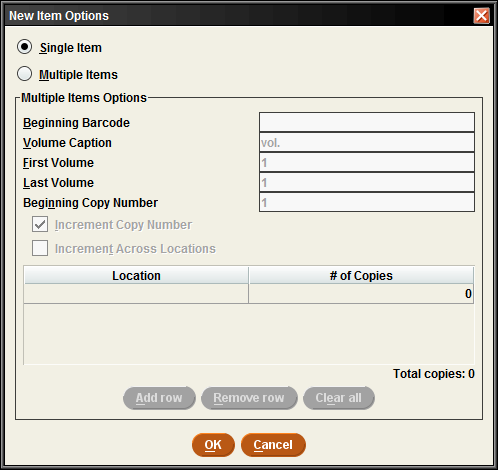 New Item Options
Single Item
Multiple Items
Multiple Items Options
Beginning Barcode
Volume Caption vol.
First Volume 1
Last Volume 1
Beginning Copy Number 1
Increment Copy Number
Increment Across Locations
Location # of Copies
0
Total copies: 0
Add row Remove row Clear all
OK Cancel